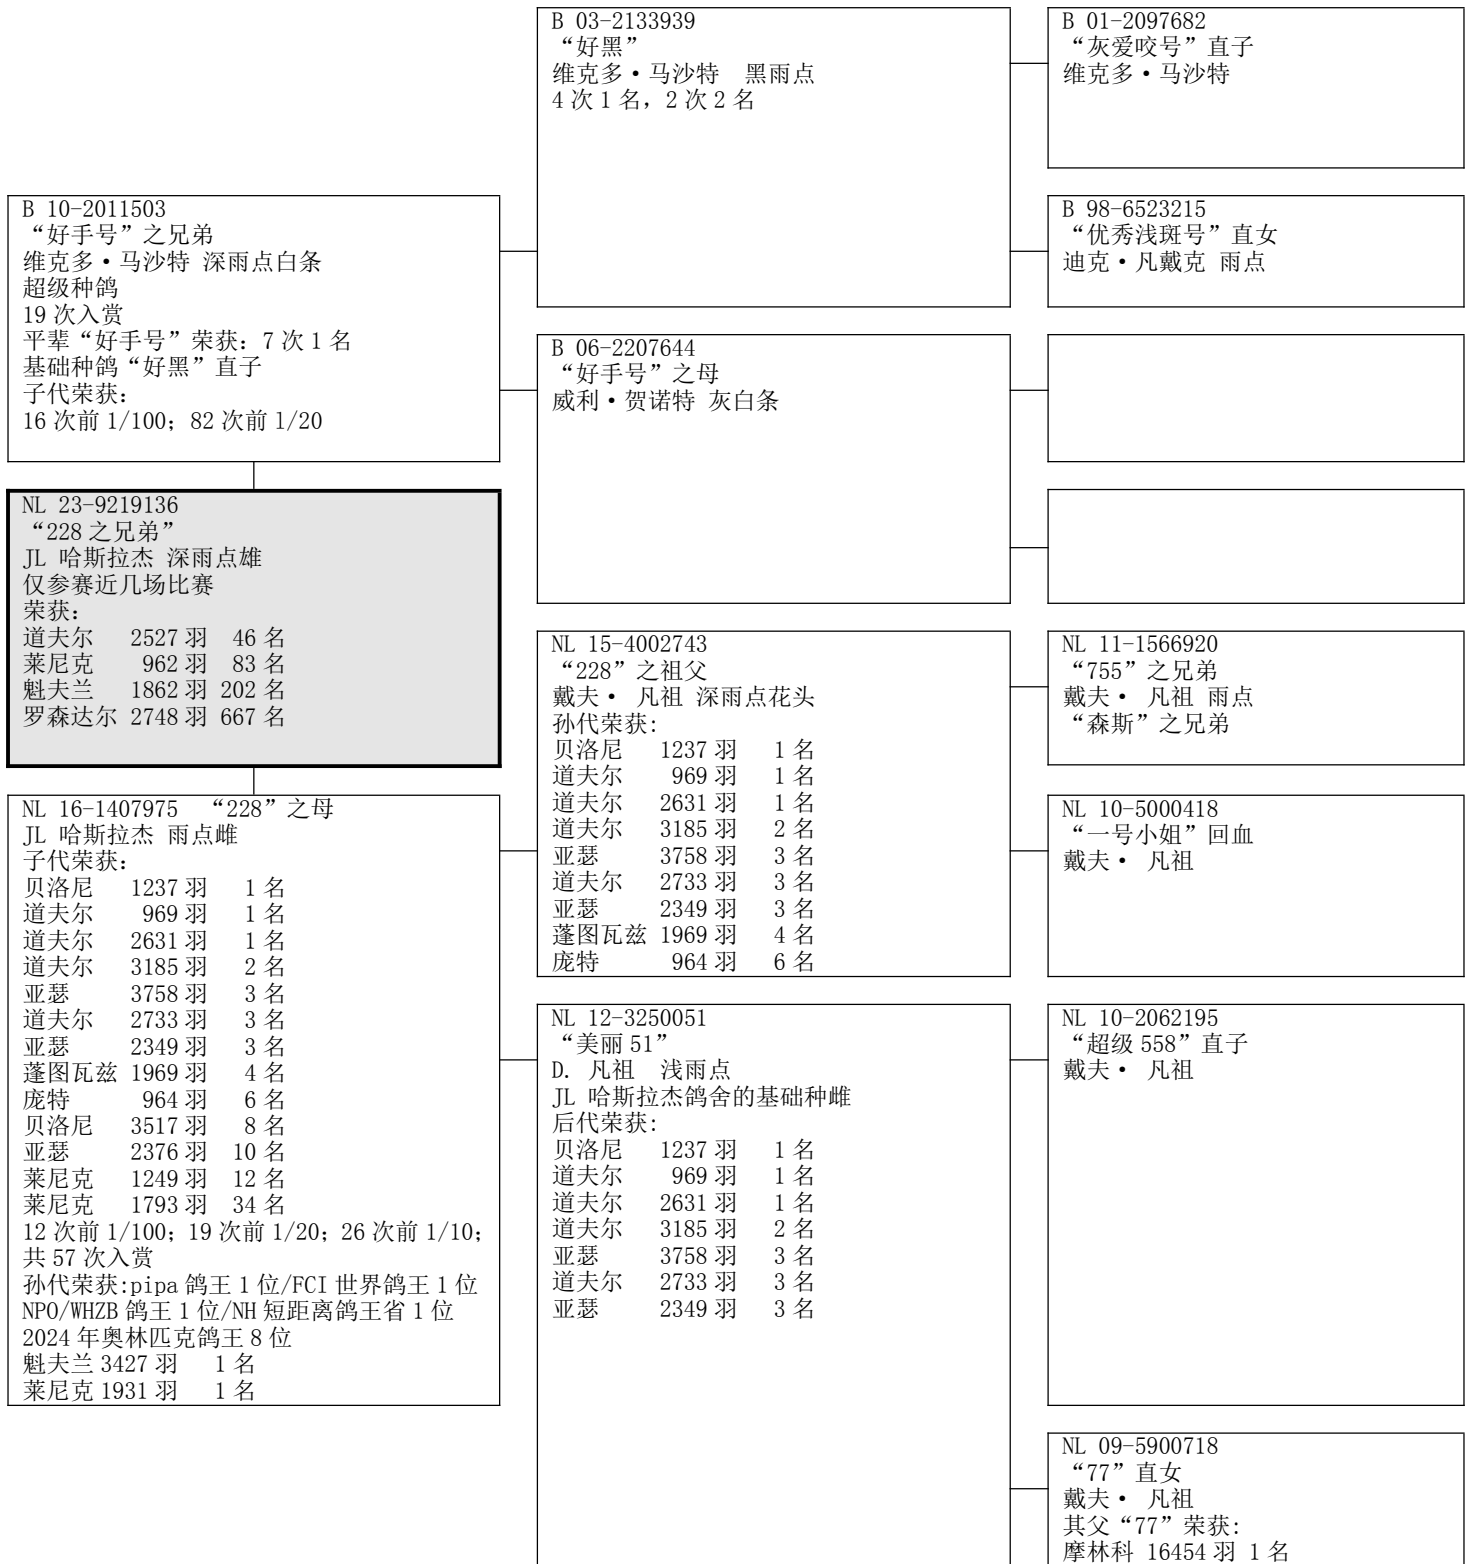 B 03-2133939
“好黑”
维克多·马沙特 黑雨点
4 次 1 名，2 次 2 名
B 01-2097682
“灰爱咬号”直子
维克多·马沙特
B 10-2011503
“好手号”之兄弟
维克多·马沙特 深雨点白条
超级种鸽
19 次入赏
平辈“好手号”荣获：7 次 1 名
基础种鸽“好黑”直子
子代荣获：
16 次前 1/100；82 次前 1/20
B 98-6523215
“优秀浅斑号”直女
迪克·凡戴克 雨点
B 06-2207644
“好手号”之母
威利·贺诺特 灰白条
NL 23-9219136
“228 之兄弟”
JL 哈斯拉杰 深雨点雄
仅参赛近几场比赛
荣获：
道夫尔 2527 羽 46 名
莱尼克 962 羽 83 名
魁夫兰 1862 羽 202 名
罗森达尔 2748 羽 667 名
NL 15-4002743
“228”之祖父
戴夫· 凡祖 深雨点花头
孙代荣获:
贝洛尼 1237 羽 1 名
道夫尔 969 羽 1 名
道夫尔 2631 羽 1 名
道夫尔 3185 羽 2 名
亚瑟 3758 羽 3 名
道夫尔 2733 羽 3 名
亚瑟 2349 羽 3 名
蓬图瓦兹 1969 羽 4 名
庞特 964 羽 6 名
NL 11-1566920
“755”之兄弟
戴夫· 凡祖 雨点
“森斯”之兄弟
NL 10-5000418
“一号小姐”回血
戴夫· 凡祖
NL 16-1407975 “228”之母
JL 哈斯拉杰 雨点雌
子代荣获：
贝洛尼 1237 羽 1 名
道夫尔 969 羽 1 名
道夫尔 2631 羽 1 名
道夫尔 3185 羽 2 名
亚瑟 3758 羽 3 名
道夫尔 2733 羽 3 名
亚瑟 2349 羽 3 名
蓬图瓦兹 1969 羽 4 名
庞特 964 羽 6 名
贝洛尼 3517 羽 8 名
亚瑟 2376 羽 10 名
莱尼克 1249 羽 12 名
莱尼克 1793 羽 34 名
12 次前 1/100；19 次前 1/20；26 次前 1/10；
共 57 次入赏
孙代荣获:pipa 鸽王 1 位/FCI 世界鸽王 1 位
NPO/WHZB 鸽王 1 位/NH 短距离鸽王省 1 位
2024 年奥林匹克鸽王 8 位
魁夫兰 3427 羽 1 名
莱尼克 1931 羽 1 名
NL 12-3250051
“美丽 51”
D. 凡祖 浅雨点
JL 哈斯拉杰鸽舍的基础种雌
后代荣获:
贝洛尼 1237 羽 1 名
道夫尔 969 羽 1 名
道夫尔 2631 羽 1 名
道夫尔 3185 羽 2 名
亚瑟 3758 羽 3 名
道夫尔 2733 羽 3 名
亚瑟 2349 羽 3 名
NL 10-2062195
“超级 558”直子
戴夫· 凡祖
NL 09-5900718
“77”直女
戴夫· 凡祖
其父“77”荣获:
摩林科 16454 羽 1 名